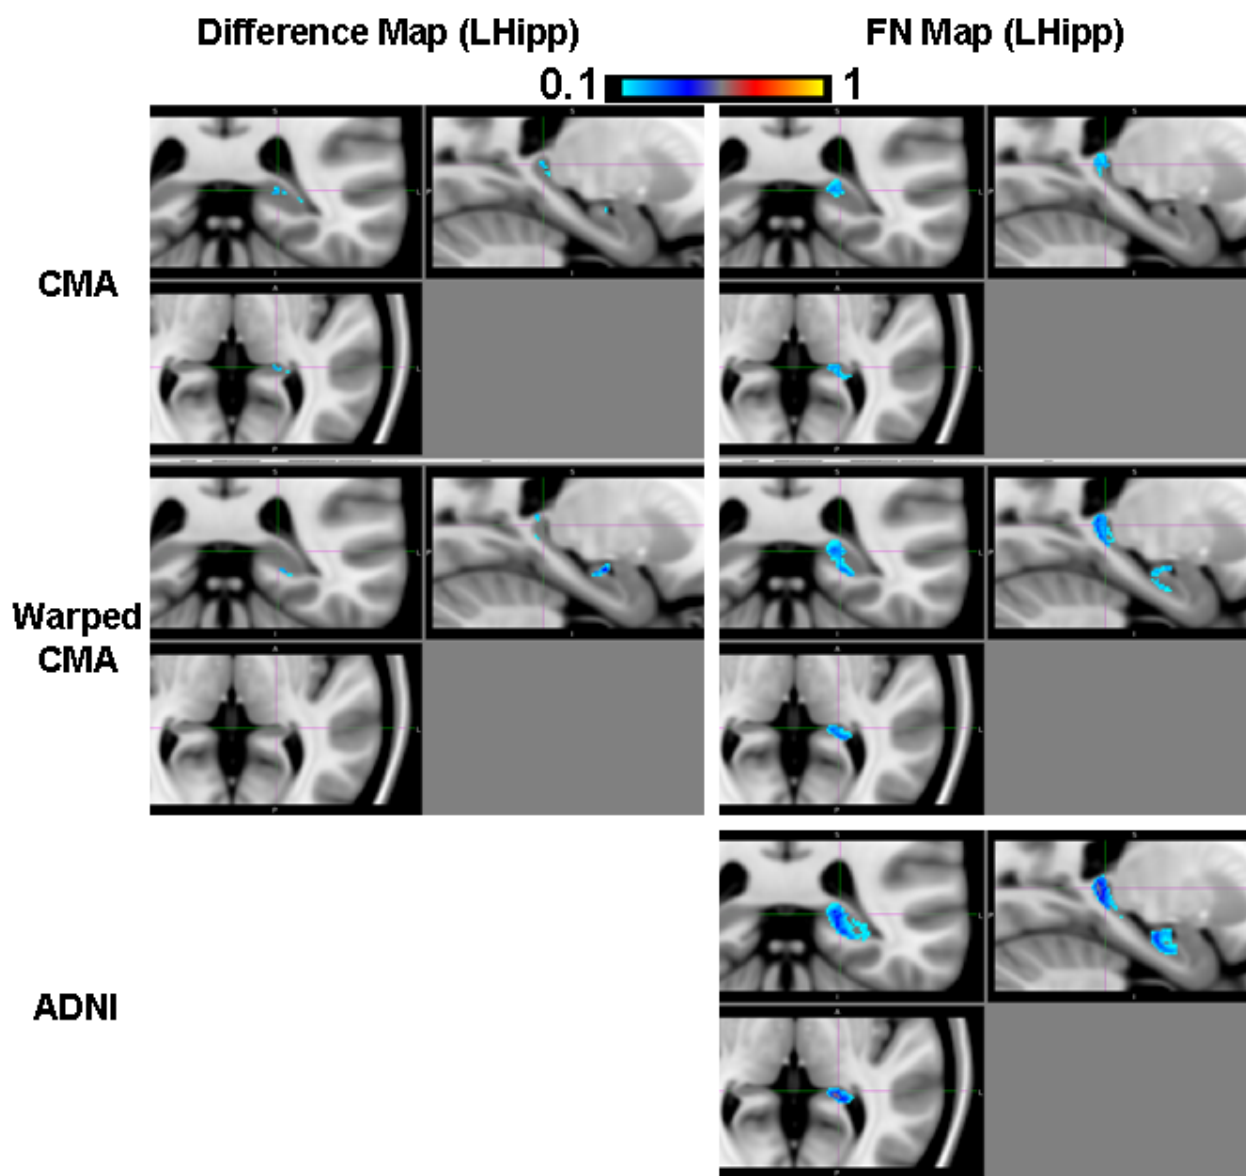 Difference Map (LHipp)
FN Map (LHipp)
0.1
1
CMA
Warped
CMA
ADNI